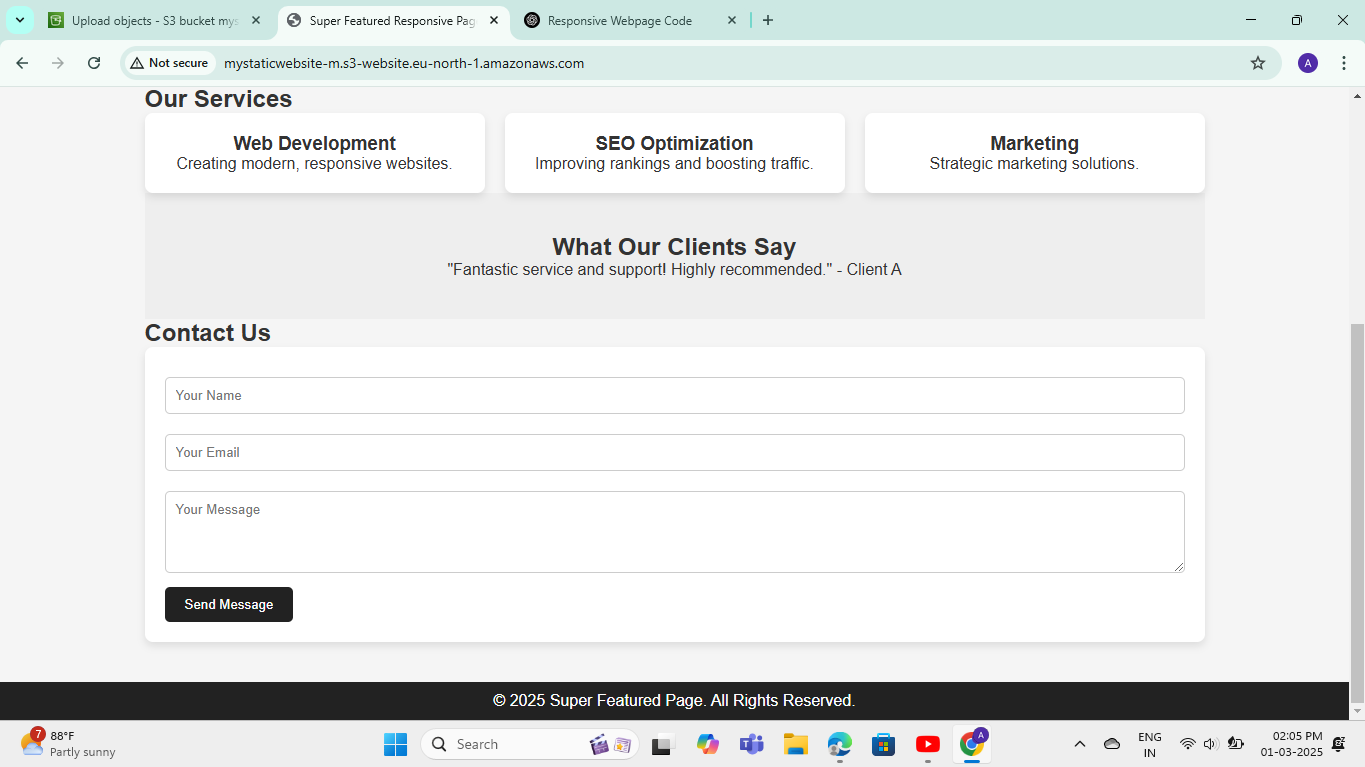 Upload objects - S3 bucket mys
Super Featured Responsive Pag
Responsive Webpage Code
Not secure
mystaticwebsite-m.s3-website.eu-north-1.amazonaws.com
A
Our Services
Web Development
Creating modern, responsive websites.
SEO Optimization
Improving rankings and boosting traffic.
Marketing
Strategic marketing solutions.
What Our Clients Say
"Fantastic service and support! Highly recommended." - Client A
Contact Us
Your Name
Your Email
Your Message
Send Message
© 2025 Super Featured Page. All Rights Reserved.
7
88°F
Partly sunny
Search
A
ENG
IN
02:05 PM
01-03-2025